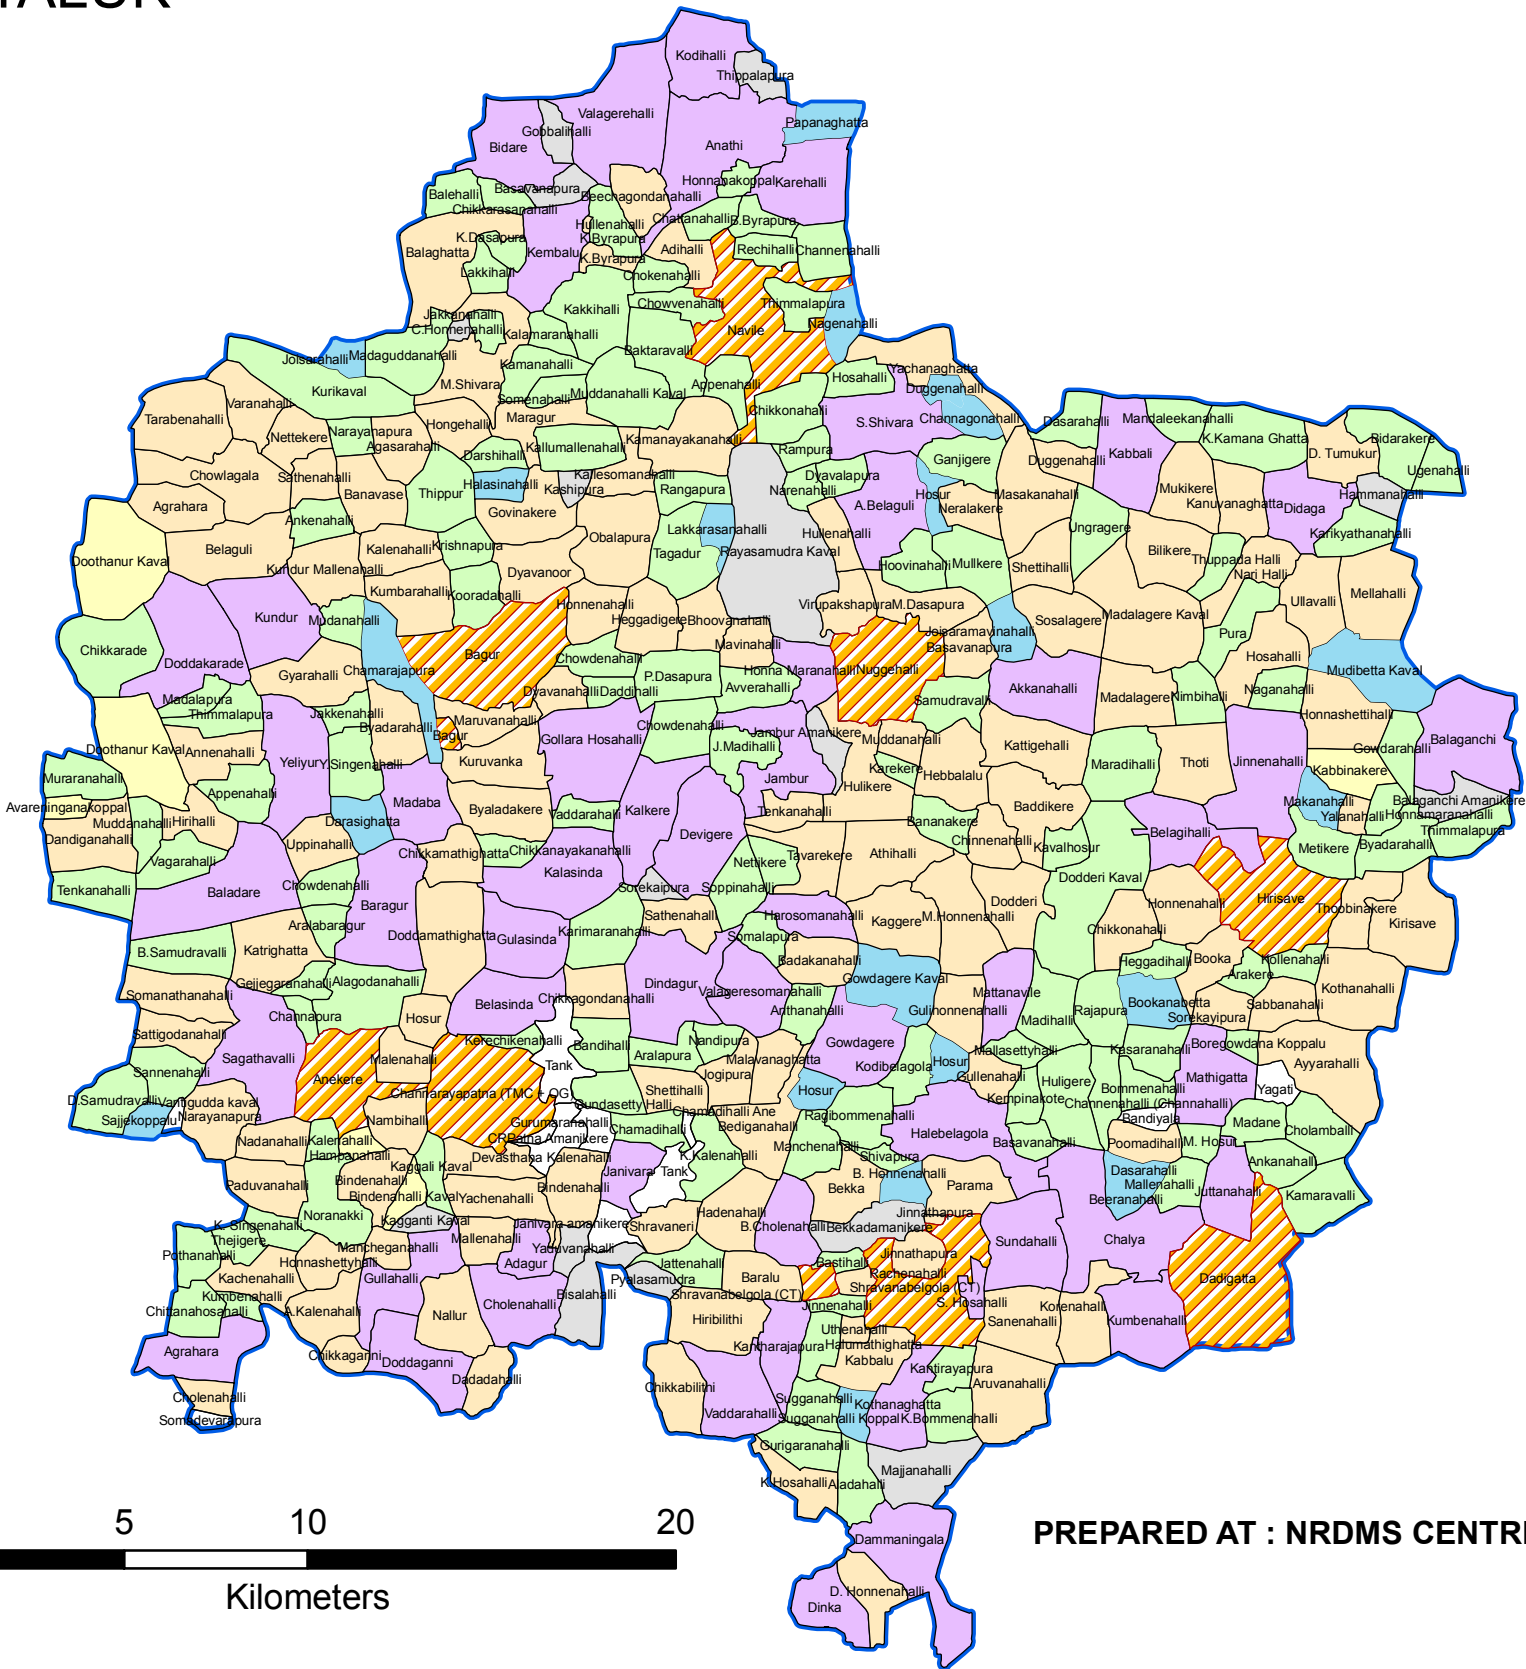 Kodihalli
Thippalapura
Valagerehalli
Papanaghatta
Gobbalihalli
Bidare
Anathi
Honnanakoppal
Karehalli
Balehalli
Basavanapura
Beechagondanahalli
Chikkarasanahalli
Chattanahalli
B.Byrapura
Hullenahalli
K.Dasapura
K.Byrapura
Balaghatta
Kembalu
K.Byrapura
Adihalli
Rechihalli
Channenahalli
Lakkihalli
Chokenahalli
Chowvenahalli
Thimmalapura
Kakkihalli
Jakkanahalli
C.Honnenahalli
Kalamaranahalli
Navile
Nagenahalli
Baktaravalli
Joisarahalli
Madaguddanahalli
Kamanahalli
Yachanaghatta
Kurikaval
M.Shivara
Somenahalli
Muddanahalli Kaval
Appenahalli
Hosahalli
Duggenahalli
Varanahalli
Tarabenahalli
Hongehalli
Maragur
Chikkonahalli
S.Shivara
Channagonahalli
Dasarahalli
Mandaleekanahalli
Nettekere
Narayanapura
Agasarahalli
Kallumallenahalli
Kamanayakanahalli
K.Kamana Ghatta
Bidarakere
Darshihalli
Rampura
Ganjigere
Duggenahalli
Kabbali
D. Tumukur
Ugenahalli
Chowlagala
Sathenahalli
Halasinahalli
Kallesomanahalli
Dyavalapura
Banavase
Thippur
Kashipura
Rangapura
Narenahalli
Hosur
Masakanahalli
Mukikere
Hammanahalli
Agrahara
Govinakere
A.Belaguli
Neralakere
Kanuvanaghatta
Didaga
Ankenahalli
Lakkarasanahalli
Hullenahalli
Ungragere
Karikyathanahalli
Belaguli
Kalenahalli
Krishnapura
Obalapura
Tagadur
Rayasamudra Kaval
Bilikere
Doothanur Kaval
Kundur Mallenahalli
Dyavanoor
Hoovinahalli
Mullkere
Shettihalli
Thuppada Halli
Nari Halli
Kumbarahalli
Kooradahalli
Mellahalli
Honnenahalli
Virupakshapura
M.Dasapura
Ullavalli
Kundur
Mudanahalli
Heggadigere
Bhoovanahalli
Sosalagere
Madalagere Kaval
Joisaramavinahalli
Pura
Chikkarade
Mavinahalli
Basavanapura
Doddakarade
Bagur
Chowdenahalli
Hosahalli
Gyarahalli
Chamarajapura
P.Dasapura
Honna Maranahalli
Nuggehalli
Mudibetta Kaval
Dyavanahalli
Daddihalli
Avverahalli
Akkanahalli
Madalapura
Samudravalli
Madalagere
Nimbihalli
Naganahalli
Thimmalapura
Jakkenahalli
Maruvanahalli
Chowdenahalli
Honnashettihalli
Byadarahalli
Bagur
Gollara Hosahalli
Jambur Amanikere
Muddanahalli
Kattigehalli
Balaganchi
Doothanur Kaval
Annenahalli
J.Madihalli
Gowdarahalli
Yeliyur
Y.Singenahalli
Kuruvanka
Maradihalli
Thoti
Jinnenahalli
Kabbinakere
Muraranahalli
Jambur
Karekere
Hebbalalu
Appenahalli
Hulikere
Avareninganakoppal
Madaba
Byaladakere
Vaddarahalli
Kalkere
Tenkanahalli
Baddikere
Makanahalli
Balaganchi Amanikere
Muddanahalli
Hirihalli
Darasighatta
Bananakere
Yalanahalli
Honnamaranahalli
Dandiganahalli
Devigere
Belagihalli
Thimmalapura
Uppinahalli
Chinnenahalli
Kavalhosur
Metikere
Byadarahalli
Vagarahalli
Chikkamathighatta
Chikkanayakanahalli
Nettikere
Tavarekere
Athihalli
Tenkanahalli
Baladare
Chowdenahalli
Kalasinda
Sorekaipura
Soppinahalli
Dodderi Kaval
Baragur
Dodderi
Honnenahalli
Hirisave
Thoobinakere
Aralabaragur
Sathenahalli
Harosomanahalli
Kaggere
M.Honnenahalli
Kirisave
Doddamathighatta
Gulasinda
Karimaranahalli
Somalapura
Chikkonahalli
B.Samudravalli
Katrighatta
Badakanahalli
Heggadihalli
Booka
Kollenahalli
Gejjegaranahalli
Alagodanahalli
Dindagur
Gowdagere Kaval
Arakere
Somanathanahalli
Belasinda
Chikkagondanahalli
Valageresomanahalli
Mattanavile
Bookanabetta
Kothanahalli
Channapura
Hosur
Arithanahalli
Gulihonnenahalli
Madihalli
Rajapura
Sorekayipura
Sabbanahalli
Sattigodanahalli
Kerechikenahalli
Bandihalli
Nandipura
Gowdagere
Mallasettyhalli
Kasaranahalli
Boregowdana Koppalu
Sagathavalli
Malenahalli
Tank
Aralapura
Malavanaghatta
Kodibelagola
Hosur
Ayyarahalli
Sannenahalli
Anekere
Jogipura
Gullenahalli
Huligere
Mathigatta
D.Samudravalli
Vantigudda kaval
Channarayapatna (TMC + OG)
Shettihalli
Hosur
Kempinakote
Bommenahalli
Yagati
Sajjekoppalu
Narayanapura
Gundasetty Halli
Chamadihalli Ane
Ragibommenahalli
Channenahalli (Channahalli)
Nambihalli
Gurumaranahalli
Chamadihalli
Bediganahalli
Halebelagola
Bandiyala
Madane
Cholamballi
Nadanahalli
Kalenahalli
CRPatna Amanikere
Manchenahalli
Basavanahalli
Poomadihalli
M. Hosur
Hampanahalli
Kaggali Kaval
Devasthana Kalenahalli
K.Kalenahalli
Shivapura
Dasarahalli
Ankanahalli
Paduvanahalli
Bindenahalli
Janivara
Tank
B. Honnenahalli
Mallenahalli
Bindenahalli Kaval
Yachenahalli
Bindenahalli
Bekka
Parama
Beeranahalli
Juttanahalli
Kamaravalli
Noranakki
Kagganti Kaval
Hadenahalli
Jinnathapura
K. Singenahalli
Janivara amanikere
Shravaneri
B.Cholenahalli
Bekkadamanikere
Thejigere
Mallenahalli
Sundahalli
Chalya
Pothanahalli
Mancheganahalli
Yaduvanahalli
Jinnathapura
Honnashettyhalli
Adagur
Jattenahalli
Bastihalli
Kachenahalli
Gullahalli
Pyalasamudra
Baralu
Rachenahalli
Dadigatta
Kumbenahalli
Bisalahalli
Shravanabelgola (CT)
Shravanabelgola (CT)
Chittanahosahalli
A.Kalenahalli
Nallur
Cholenahalli
Jinnenahalli
S. Hosahalli
Korenahalli
Hiribilithi
Sanenahalli
Kumbenahalli
Uthenahalli
Agrahara
Chikkaganni
Doddaganni
Kantharajapura
Halumathighatta
Kabbalu
Kantirayapura
Dadadahalli
Chikkabilithi
Aruvanahalli
Cholenahalli
Sugganahalli
Kothanaghatta
Somadevarapura
Vaddarahalli
Sugganahalli Koppal
K.Bommenahalli
Gurigaranahalli
K.Hosahalli
Aladahalli
Majjanahalli
5 10 20
Kilometers
PREPARED AT : NRDMS CENTRE
Dammaningala
D. Honnenahalli
Dinka